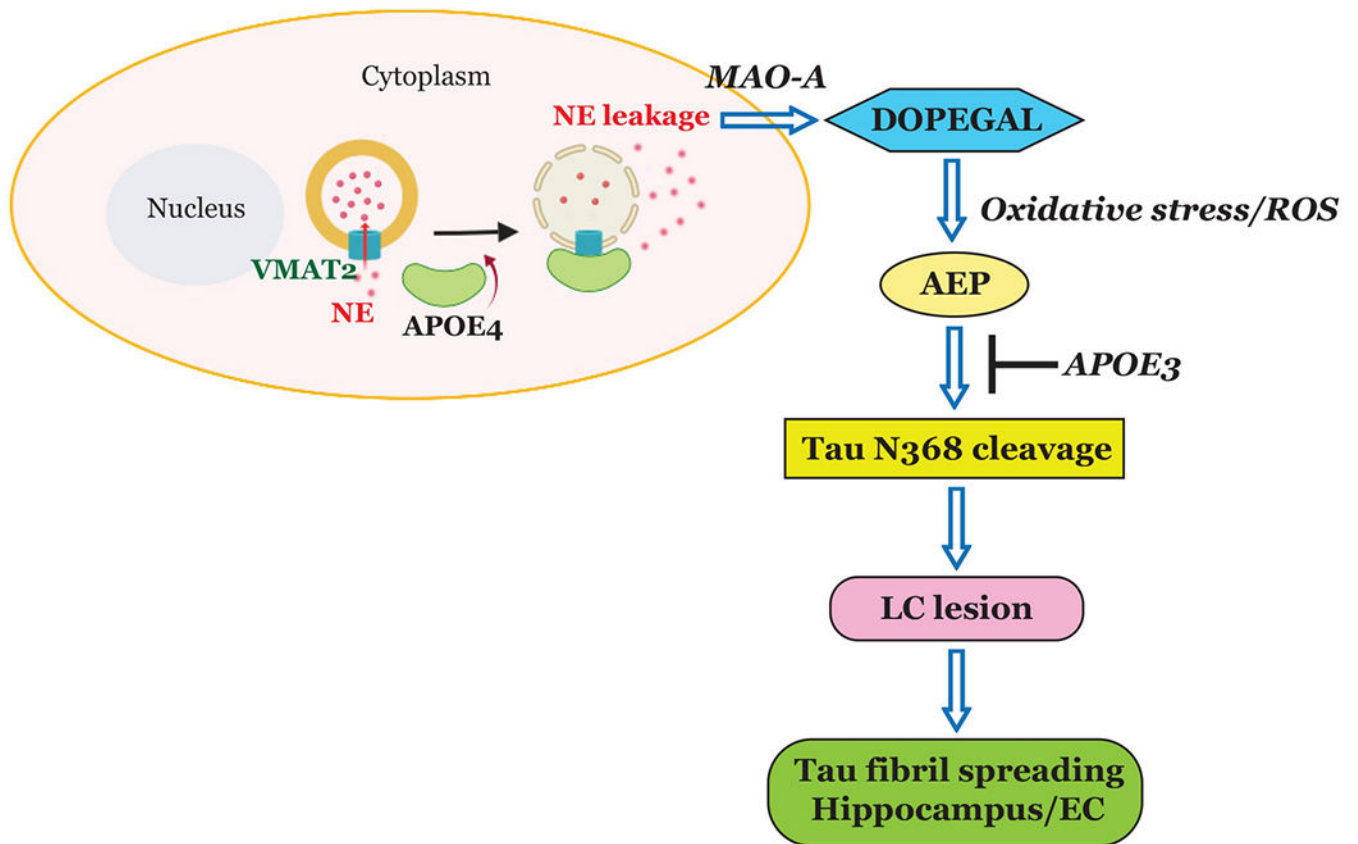 Cytoplasm
Nucleus
VMAT2
NE
APOE4
NE leakage
MAO-A
DOPEGAL
Oxidative stress/ROS
AEP
APOE3
Tau N368 cleavage
LC lesion
Tau fibril spreading
Hippocampus/EC